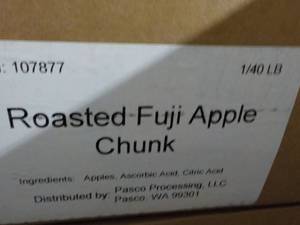 : 107877 1/40 LB
Roasted Fuji Apple
Chunk
Ingredients: Apples, Ascorbic Acid, Citric Acid
Distributed by: Pasco Processing, LLC
Pasco, WA 99301